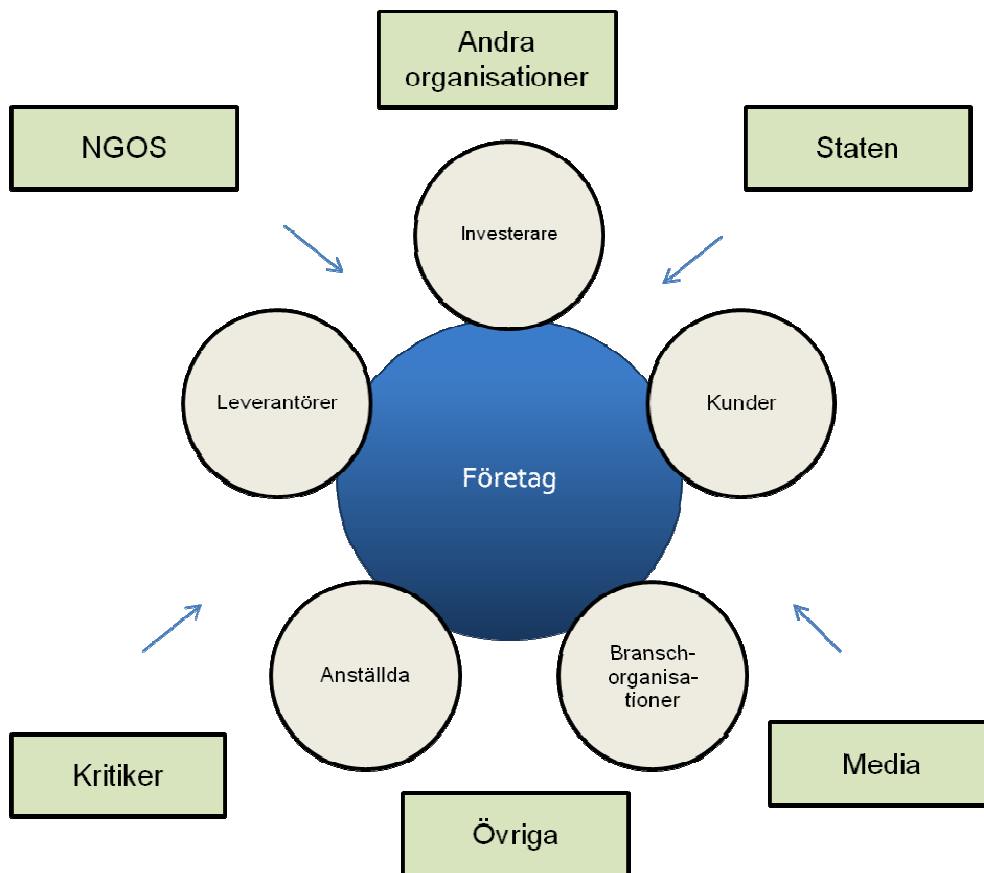 Andra
organisationer
NGOS
Staten
Investerare
Leverantörer
Kunder
Företag
Anställda
Bransch-
organisa-
tioner
Kritiker
Media
Övriga